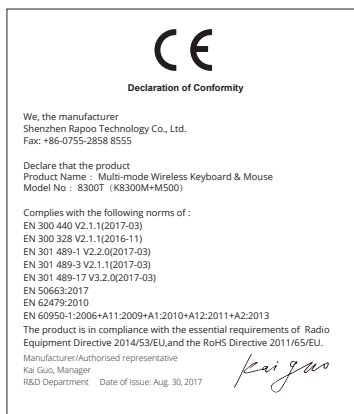 CE
Declaration of Conformity
We, the manufacturer
Shenzhen Rapoo Technology Co., Ltd.
Fax: +86-0755-2858 8555
Declare that the product
Product Name： Multi-mode Wireless Keyboard & Mouse
Model No： 8300T（K8300M+M500）
Complies with the following norms of :
EN 300 440 V2.1.1(2017-03)
EN 300 328 V2.1.1(2016-11)
EN 301 489-1 V2.2.0(2017-03)
EN 301 489-3 V2.1.1(2017-03)
EN 301 489-17 V3.2.0(2017-03)
EN 50663:2017
EN 62479:2010
EN 60950-1:2006+A11:2009+A1:2010+A12:2011+A2:2013
The product is in compliance with the essential requirements of Radio
Equipment Directive 2014/53/EU,and the RoHS Directive 2011/65/EU.
Manufacturer/Authorised representative
Kai Guo, Manager
R&D Department Date of Issue: Aug. 30, 2017
Kai guo